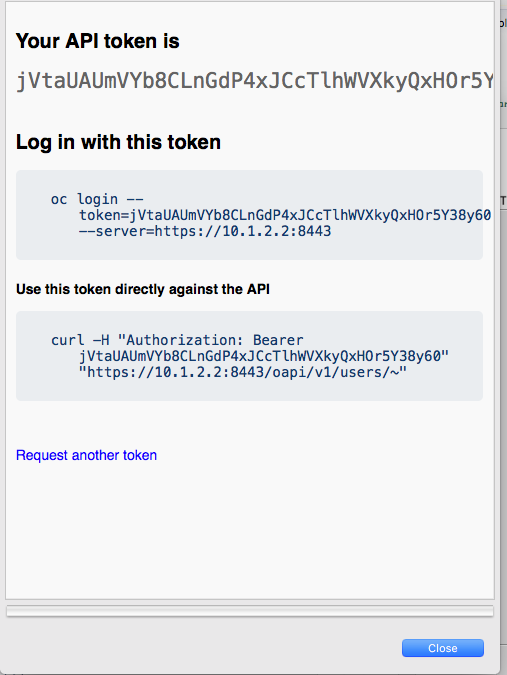 Your API token is
jVtaUAUmVYb8CLnGdP4xJCcTlhWVXkyQxHOr5Y
Log in with this token
oc login --
token=jVtaUAUmVYb8CLnGdP4xJCcTlhWVXkyQxHOr5Y38y60
--server=https://10.1.2.2:8443
Use this token directly against the API
curl -H "Authorization: Bearer
jVtaUAUmVYb8CLnGdP4xJCcTlhWVXkyQxHOr5Y38y60"
"https://10.1.2.2:8443/oapi/v1/users/~"
Request another token
Close